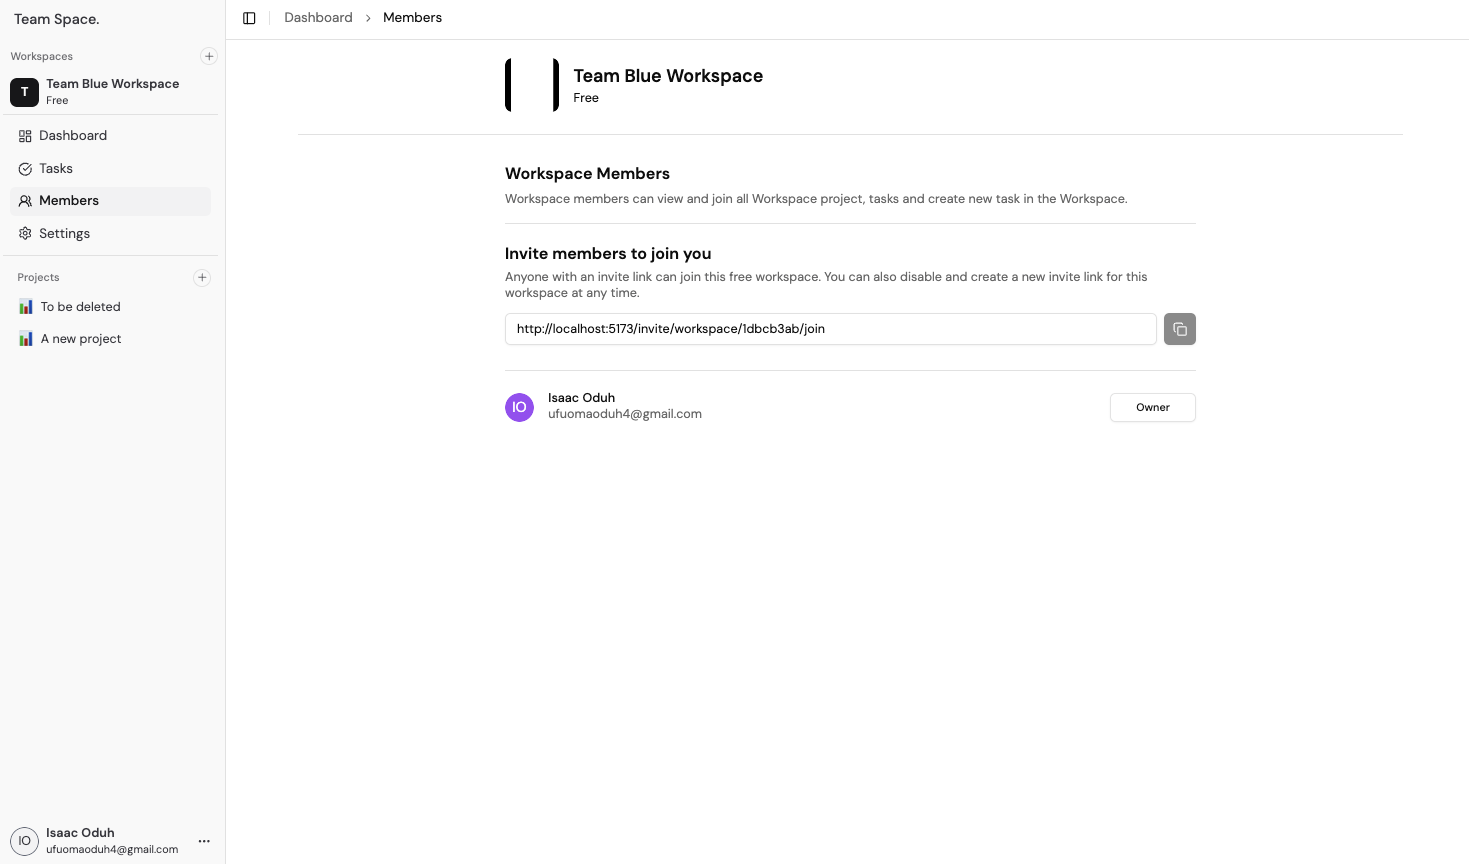 Team Space.
Workspaces
T
Team Blue Workspace
Free
Dashboard
Tasks
Members
Settings
Projects
To be deleted
A new project
IO
Isaac Oduh
ufuomaoduh4@gmail.com
Dashboard > Members
Team Blue Workspace
Free
Workspace Members
Workspace members can view and join all Workspace project, tasks and create new task in the Workspace.
Invite members to join you
Anyone with an invite link can join this free workspace. You can also disable and create a new invite link for this
workspace at any time.
http://localhost:5173/invite/workspace/1dbcb3ab/join
IO
Isaac Oduh
ufuomaoduh4@gmail.com
Owner